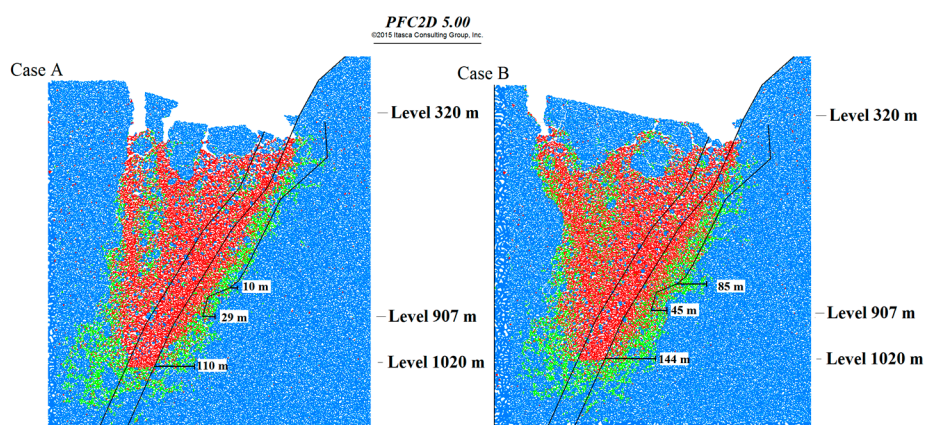 PFC2D 5.00
©2015 Itasca Consulting Group, Inc.
Case A
Level 320 m
10 m
29 m
Level 907 m
110 m
Level 1020 m
Case B
Level 320 m
85 m
45 m
Level 907 m
144 m
Level 1020 m